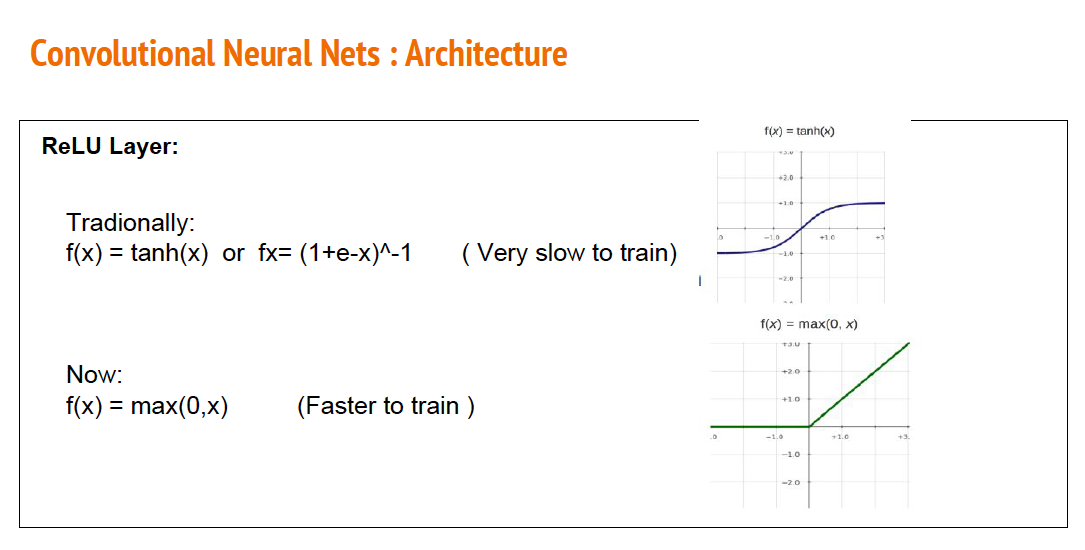 Convolutional Neural Nets : Architecture
ReLU Layer:
Tradionally:
f(x) = tanh(x) or fx= (1+e-x)^-1 ( Very slow to train)
Now:
f(x) = max(0,x) (Faster to train )
f(x) = tanh(x)
+2.0
+1.0
-1.0 +1.0
-1.0
-2.0
f(x) = max(0, x)
+3.0
+2.0
+1.0
-1.0 +1.0
-1.0
-2.0